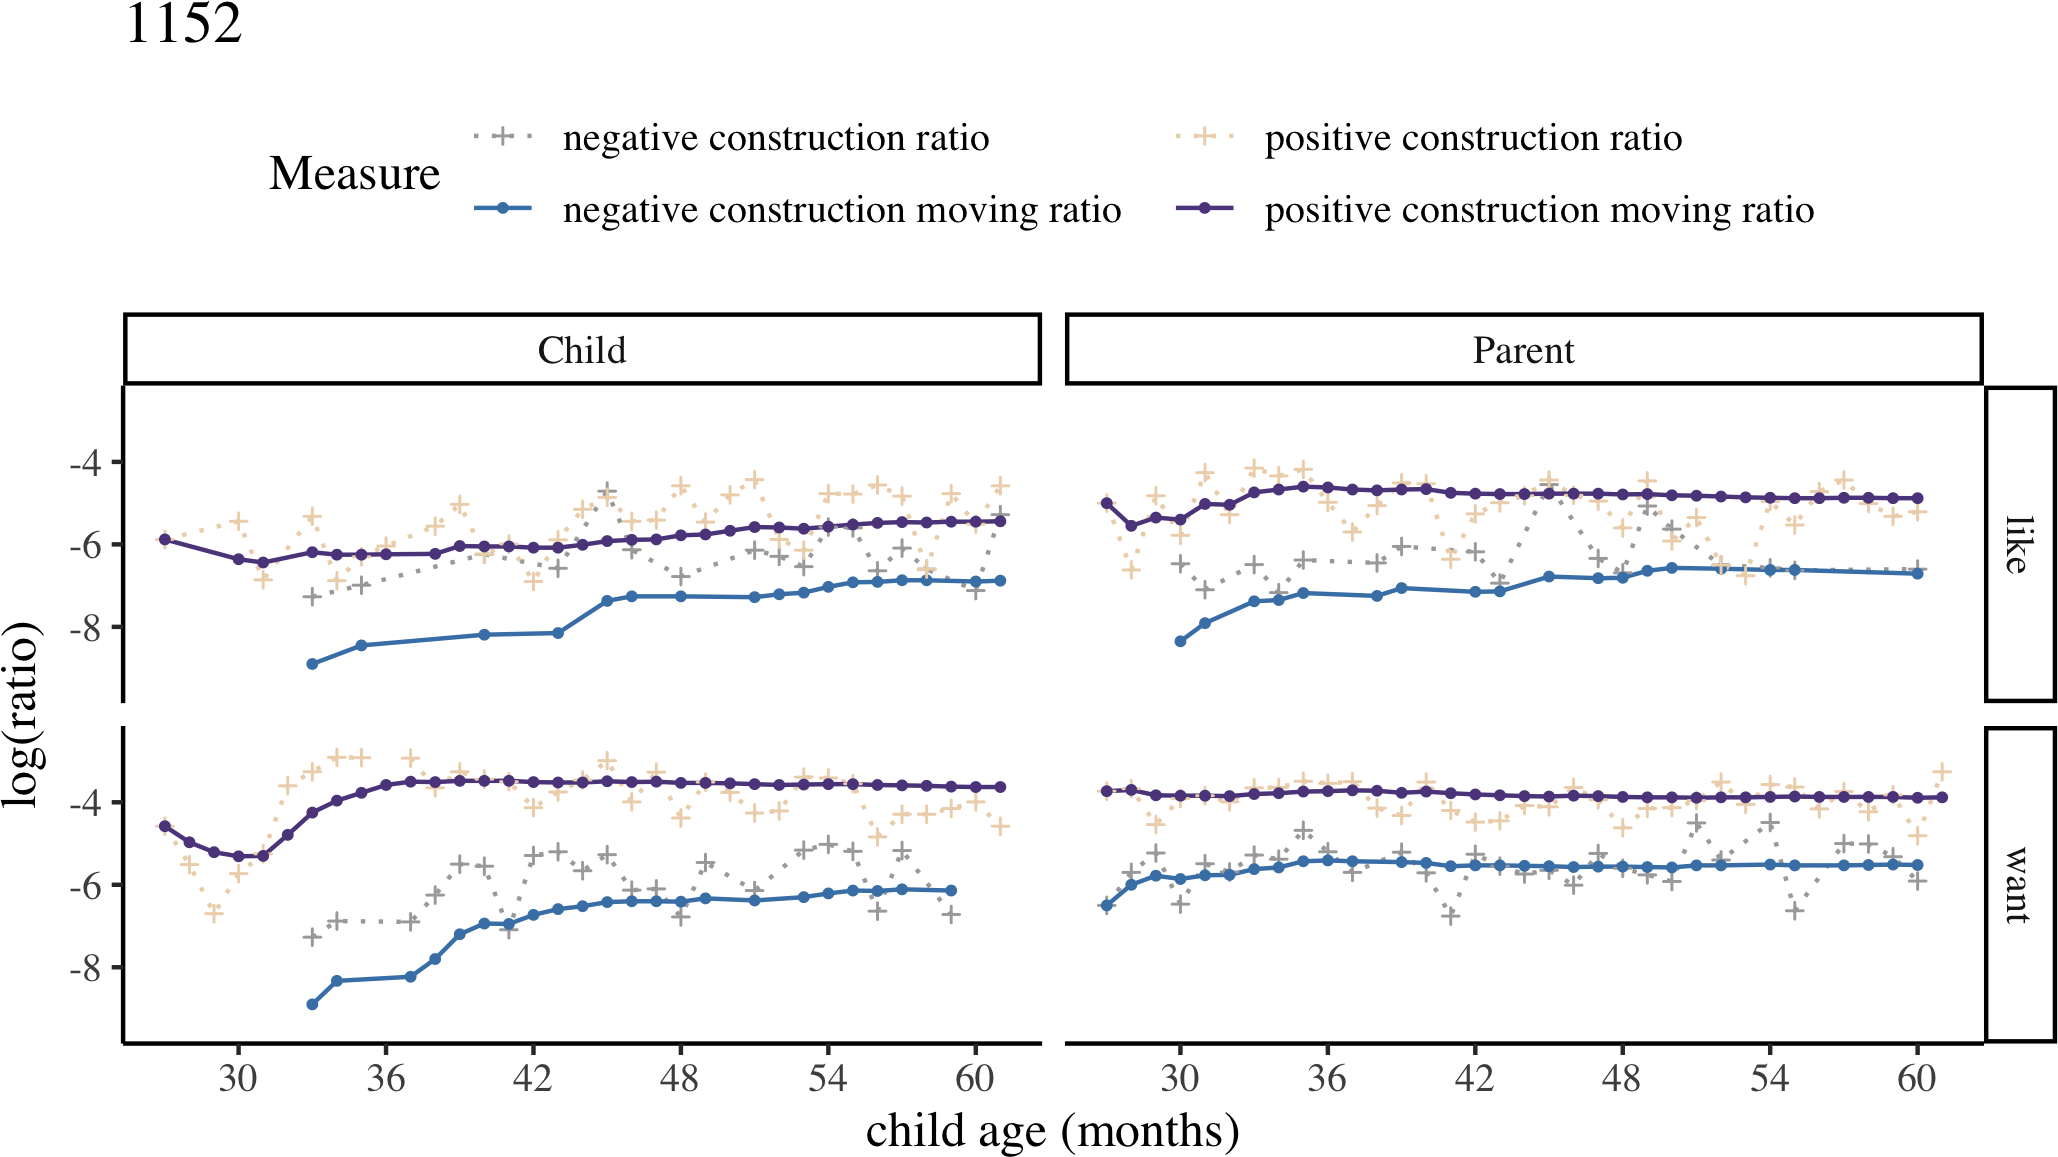 1152
Measure
negative construction ratio
positive construction ratio
negative construction moving ratio
positive construction moving ratio
Child
Parent
-4
-6
-8
like
-4
-6
-8
want
log(ratio)
30 36 42 48 54 60
30 36 42 48 54 60
child age (months)